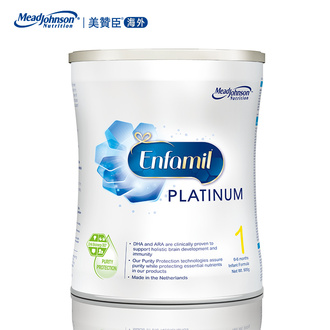 MeadJohnson
Nutrition
美贊臣 海外
MeadJohnson
Nutrition
Enfamil
PLATINUM
PURITY
PROTECTION
• DHA and ARA are clinically proven to
support holistic brain development and
immunity
• Our Purity Protection technologies assure
purity while protecting essential nutrients
in our products
• Made in the Netherlands
1
Infant Formula